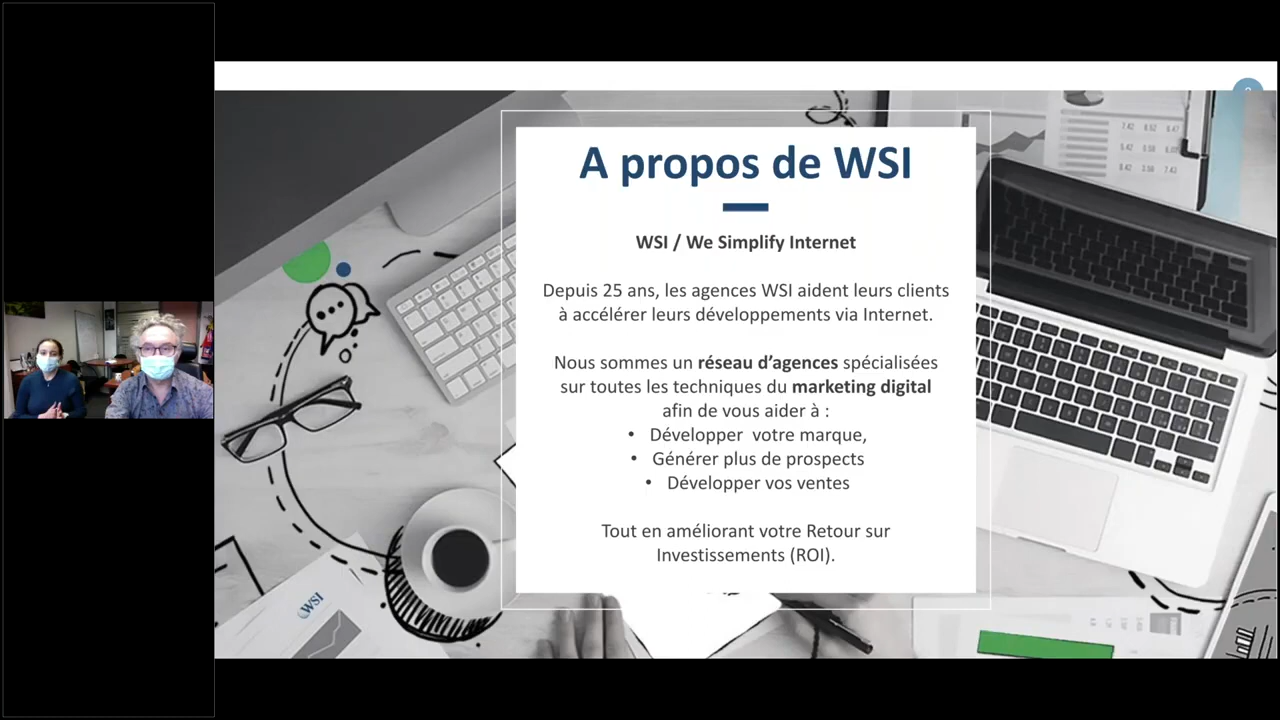 A propos de WSI
WSI / We Simplify Internet
Depuis 25 ans, les agences WSI aident leurs clients
à accélérer leurs développements via Internet.
Nous sommes un réseau d’agences spécialisées
sur toutes les techniques du marketing digital
afin de vous aider à :
• Développer  votre marque,
• Générer plus de prospects
• Développer vos ventes
Tout en améliorant votre Retour sur
Investissements (ROI).
WSI